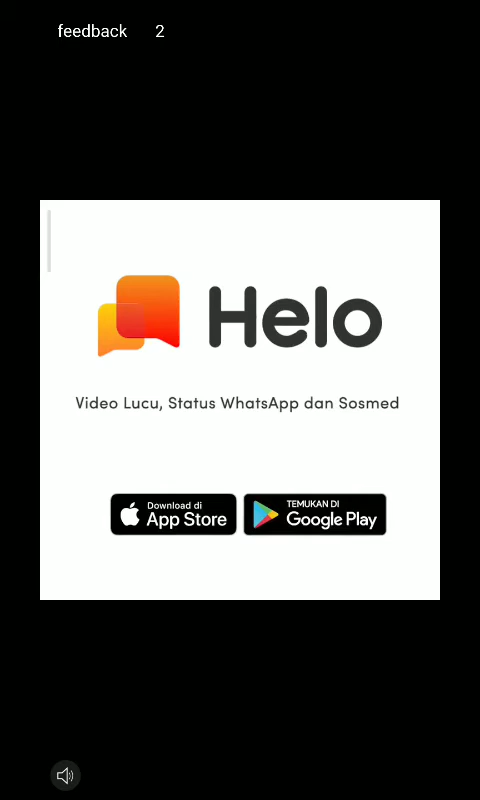 feedback 2
Helo
Video Lucu, Status WhatsApp dan Sosmed
Download di
App Store
TEMUKAN DI
Google Play